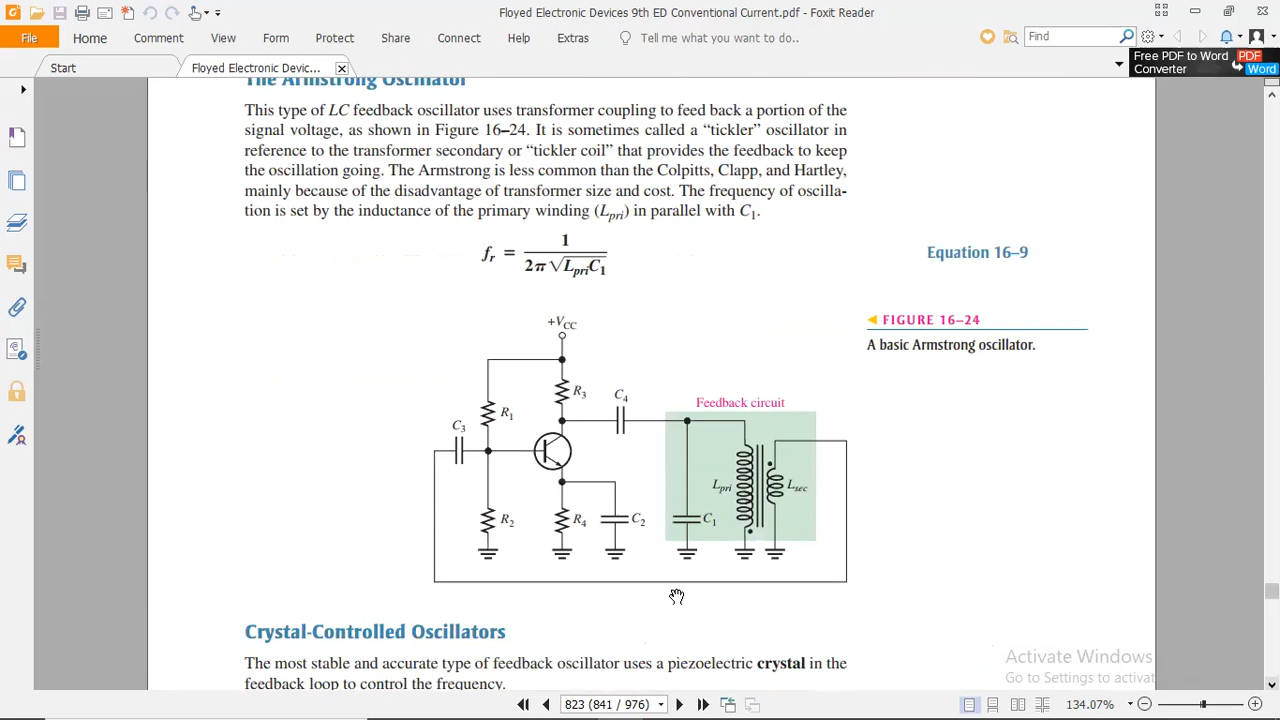 Floyed Electronic Devices 9th ED Conventional Current.pdf - Foxit Reader
File Home Comment View Form Protect Share Connect Help Extras Tell me what you want to do.. Find
Start Floyed Electronic Devic... Free PDF to Word Converter PDF Word
The Armstrong Oscillator
This type of LC feedback oscillator uses transformer coupling to feed back a portion of the
signal voltage, as shown in Figure 16–24. It is sometimes called a “tickler” oscillator in
reference to the transformer secondary or “tickler coil” that provides the feedback to keep
the oscillation going. The Armstrong is less common than the Colpitts, Clapp, and Hartley,
mainly because of the disadvantage of transformer size and cost. The frequency of oscilla-
tion is set by the inductance of the primary winding (Lpri) in parallel with C1.
fr = 1 / 2π√LpriC1
Equation 16–9
FIGURE 16–24
A basic Armstrong oscillator.
+VCC
R3
C4
Feedback circuit
R1
C3
Lpri
Lsec
R2
R4
C2
C1
Crystal-Controlled Oscillators
The most stable and accurate type of feedback oscillator uses a piezoelectric crystal in the
feedback loop to control the frequency.
Activate Windows
Go to Settings to activat
823 (841 / 976) 134.07%